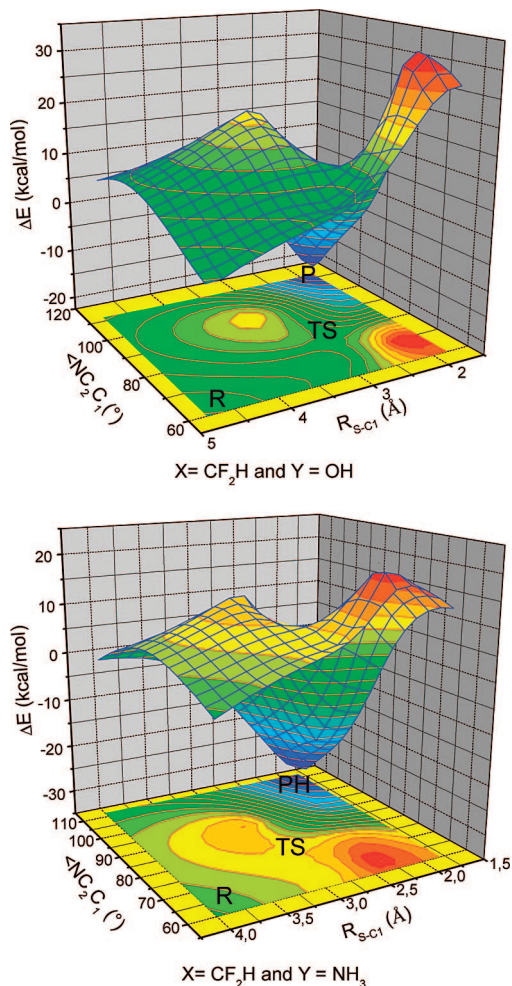 30
20
10
0
-10
-20
ΔE (kcal/mol)
P
TS
R
120
100
80
60
<NC₂C₁(°)
5
4
3
2
R_S-C1 (Å)
X= CF₂H and Y = OH
20
10
0
-10
-20
-30
ΔE (kcal/mol)
PH
TS
R
110
100
90
80
70
60
<NC₂C₁(°)
4,0
3,5
3,0
2,5
2,0
1,5
R_S-C1 (Å)
X= CF₂H and Y = NH₃